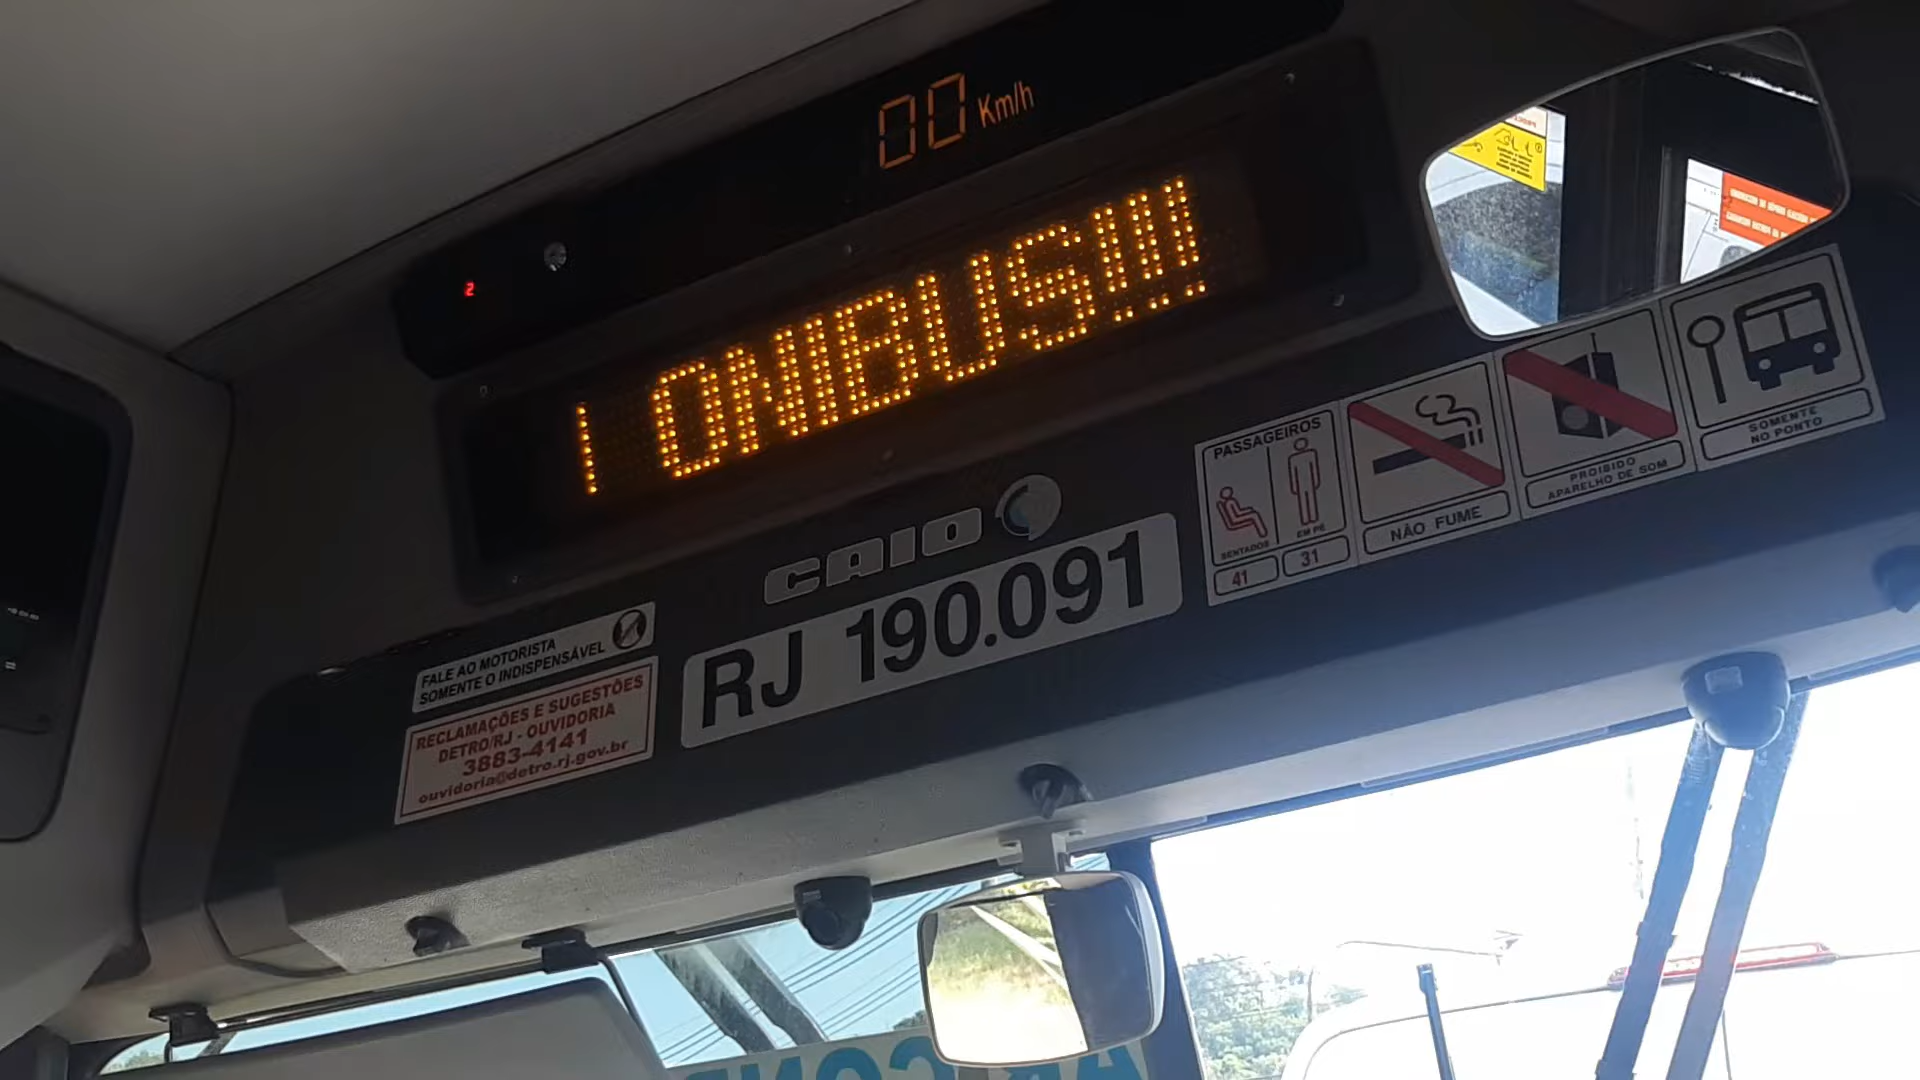 00 Km/h
2
ONIBUS!!!
CAIO
RJ 190.091
FALE AO MOTORISTA
SOMENTE O INDISPENSÁVEL
RECLAMAÇÕES E SUGESTÕES
DETRO/RJ - OUVIDORIA
3883-4141
ouvidoria@detro.rj.gov.br
PASSAGEIROS
SENTADOS
EM PÉ
41
31
NÃO FUME
PROIBIDO
APARELHO DE SOM
SOMENTE
NO PONTO